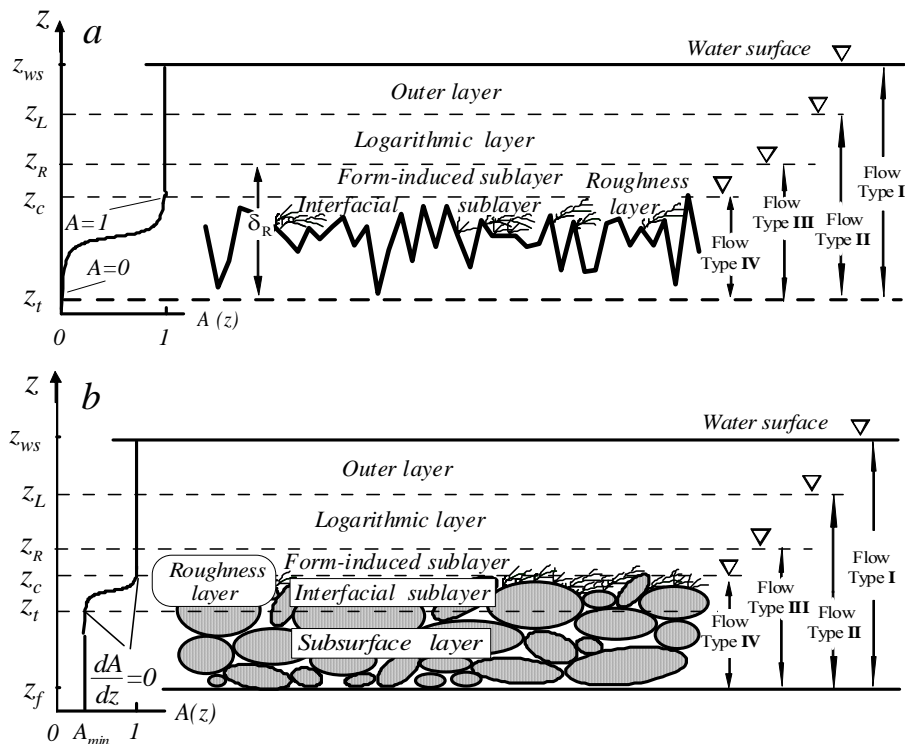 z
a
Water surface
z_ws
Outer layer
z_L
Logarithmic layer
z_R
Form-induced sublayer
Roughness layer
z_c
Interfacial sublayer
A=1
δ_R
A=0
Flow Type I
Flow Type II
Flow Type III
Flow Type IV
z_t
A (z)
0
1
z
b
Water surface
z_ws
Outer layer
z_L
Logarithmic layer
z_R
Form-induced sublayer
Roughness layer
z_c
Interfacial sublayer
z_t
Flow Type I
Flow Type II
Flow Type III
Flow Type IV
Subsurface layer
dA/dz=0
z_f
0
A_min
1
A(z)